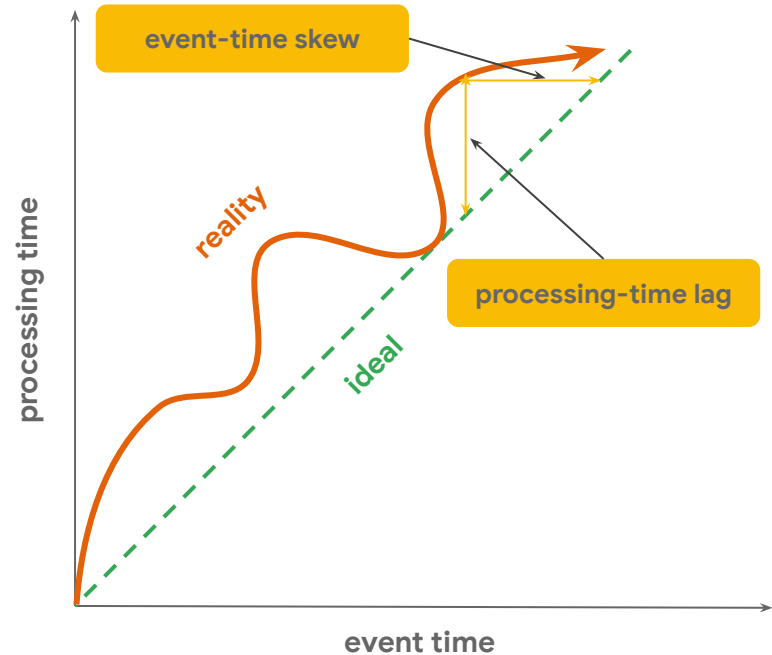 event-time skew
reality
processing time
processing-time lag
ideal
event time